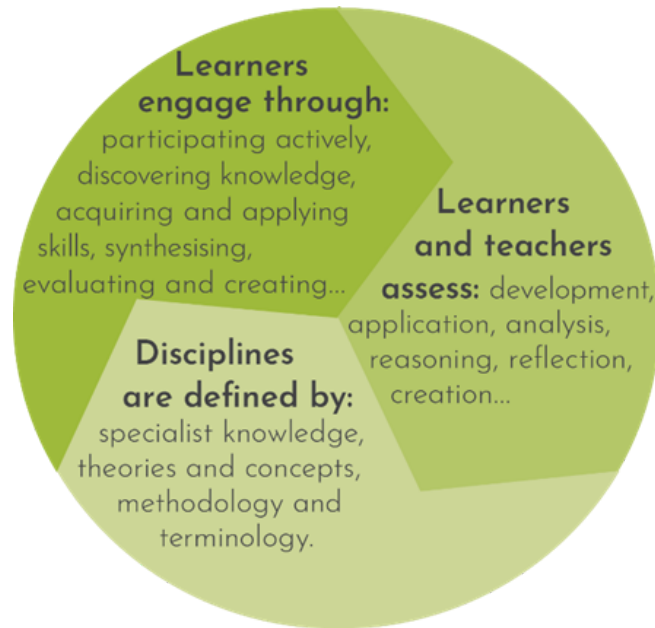 Learners
engage through:
participating actively,
discovering knowledge,
acquiring and applying
skills, synthesising,
evaluating and creating...
Learners
and teachers
assess: development,
application, analysis,
reasoning, reflection,
creation...
Disciplines
are defined by:
specialist knowledge,
theories and concepts,
methodology and
terminology.